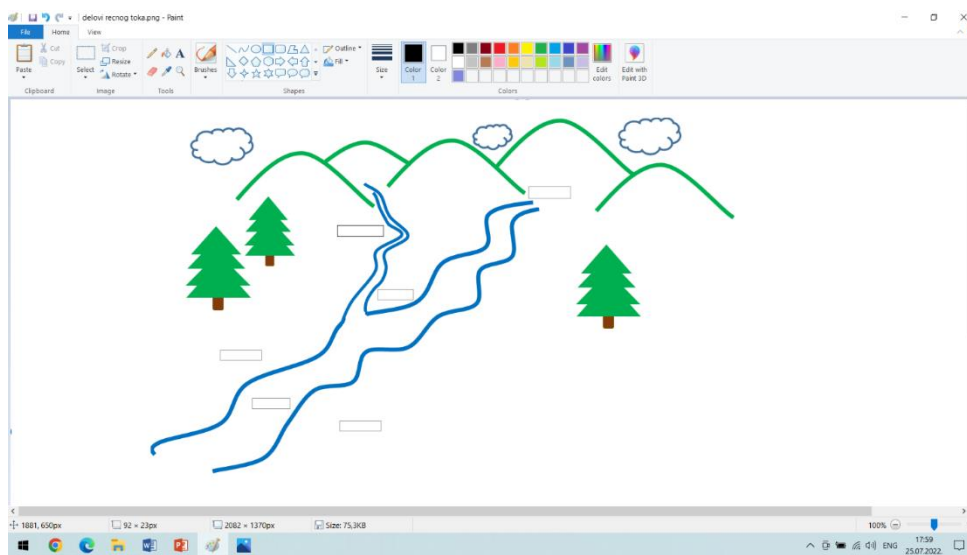 delovi recnog toka.png - Paint
File Home View
Paste Cut Copy Clipboard
Select Crop Resize Rotate Image
Tools
Brushes
Outline Fill Shapes
Size
Color 1
Color 2
Colors
Edit colors
Edit with Paint 3D
1881, 650px 92 × 23px 2082 × 1370px Size: 75,3KB 100%
ENG 17:59
25.07.2022.